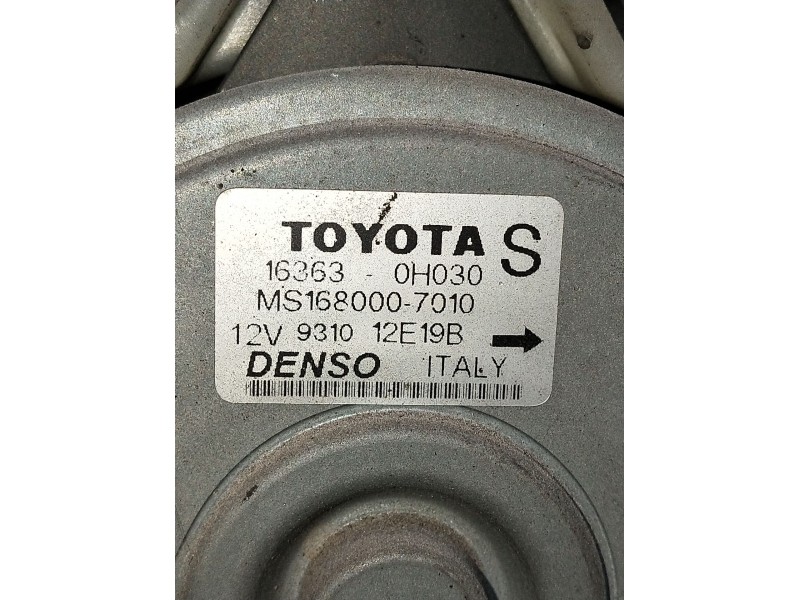 TOYOTA S
16363 - 0H030
MS168000-7010
12V 9310 12E19B
DENSO ITALY